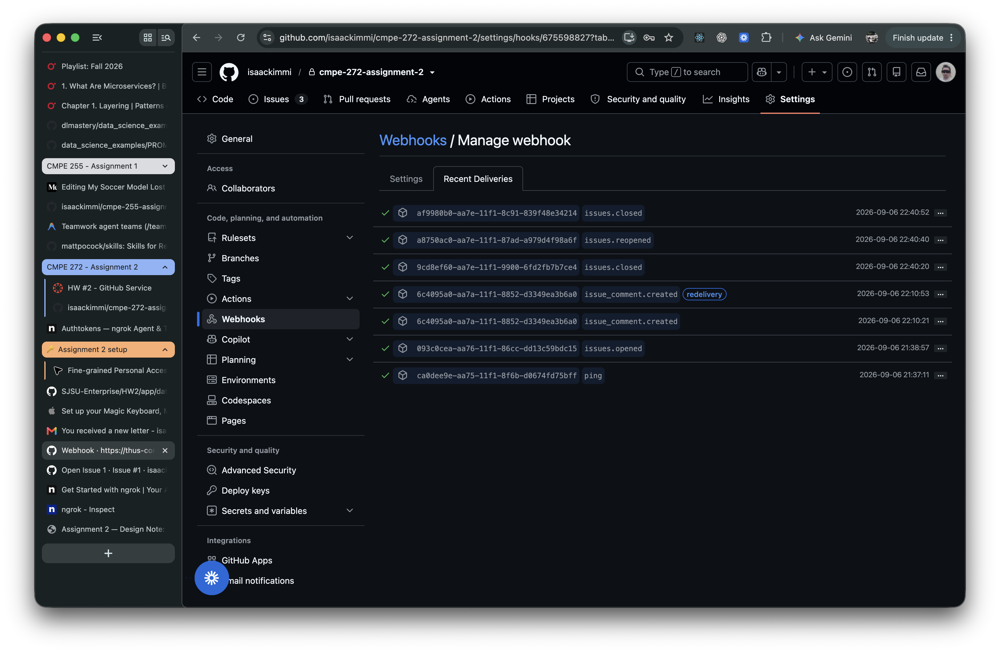 github.com/isaackimmi/cmpe-272-assignment-2/settings/hooks/675598827?tab...
Ask Gemini
Finish update
Playlist: Fall 2026
1. What Are Microservices? | B
Chapter 1. Layering | Patterns
dlmastery/data_science_exam
data_science_examples/PROM
CMPE 255 - Assignment 1
Editing My Soccer Model Lost
isaackimmi/cmpe-255-assignm
Teamwork agent teams (/team
mattpocock/skills: Skills for Re
CMPE 272 - Assignment 2
HW #2 - GitHub Service
isaackimmi/cmpe-272-assig
Authtokens — ngrok Agent & T
Assignment 2 setup
Fine-grained Personal Acces
SJSU-Enterprise/HW2/app/dat
Set up your Magic Keyboard, M
You received a new letter - isa
Webhook · https://thus-cor
Open Issue 1 · Issue #1 · isaack
Get Started with ngrok | Your A
ngrok - Inspect
Assignment 2 — Design Note:
isaackimmi / cmpe-272-assignment-2
Type / to search
Code
Issues 3
Pull requests
Agents
Actions
Projects
Security and quality
Insights
Settings
General
Access
Collaborators
Code, planning, and automation
Rulesets
Branches
Tags
Actions
Webhooks
Copilot
Planning
Environments
Codespaces
Pages
Security and quality
Advanced Security
Deploy keys
Secrets and variables
Integrations
GitHub Apps
mail notifications
Webhooks / Manage webhook
Settings
Recent Deliveries
af9980b0-aa7e-11f1-8c91-839f48e34214 issues.closed 2026-09-06 22:40:52 ...
a8750ac0-aa7e-11f1-87ad-a979d4f98a6f issues.reopened 2026-09-06 22:40:40 ...
9cd8ef60-aa7e-11f1-9900-6fd2fb7b7ce4 issues.closed 2026-09-06 22:40:20 ...
6c4095a0-aa7a-11f1-8852-d3349ea3b6a0 issue_comment.created redelivery 2026-09-06 22:10:53 ...
6c4095a0-aa7a-11f1-8852-d3349ea3b6a0 issue_comment.created 2026-09-06 22:10:21 ...
093c0cea-aa76-11f1-86cc-dd13c59bdc15 issues.opened 2026-09-06 21:38:57 ...
ca0dee9e-aa75-11f1-8f6b-d0674fd75bff ping 2026-09-06 21:37:11 ...